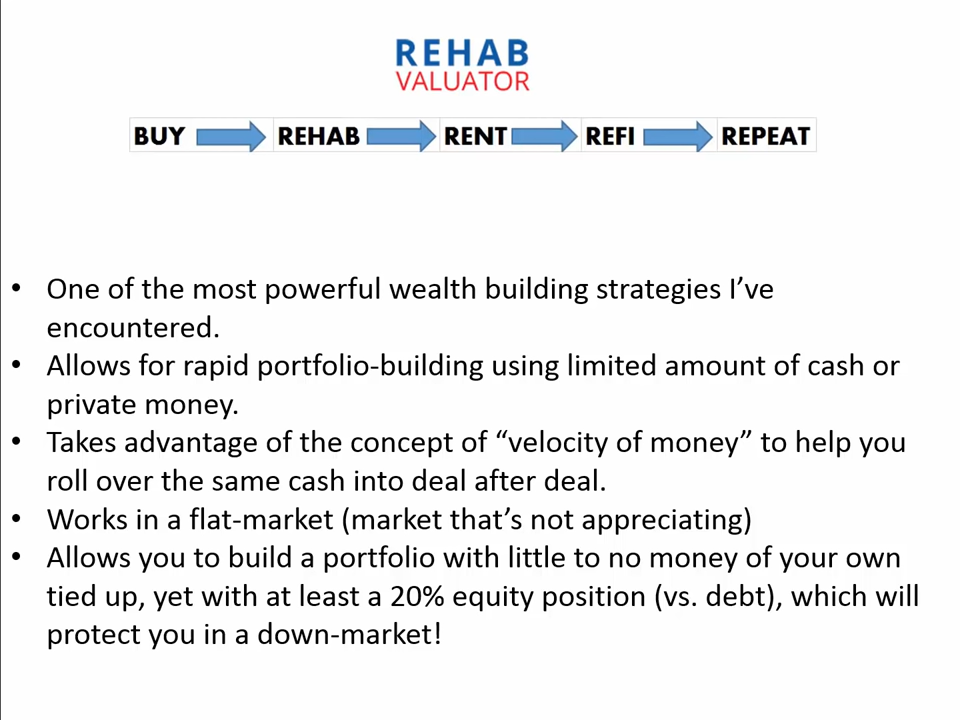 REHAB
VALUATOR
BUY REHAB RENT REFI REPEAT
• One of the most powerful wealth building strategies I’ve
encountered.
• Allows for rapid portfolio-building using limited amount of cash or
private money.
• Takes advantage of the concept of “velocity of money” to help you
roll over the same cash into deal after deal.
• Works in a flat-market (market that’s not appreciating)
• Allows you to build a portfolio with little to no money of your own
tied up, yet with at least a 20% equity position (vs. debt), which will
protect you in a down-market!